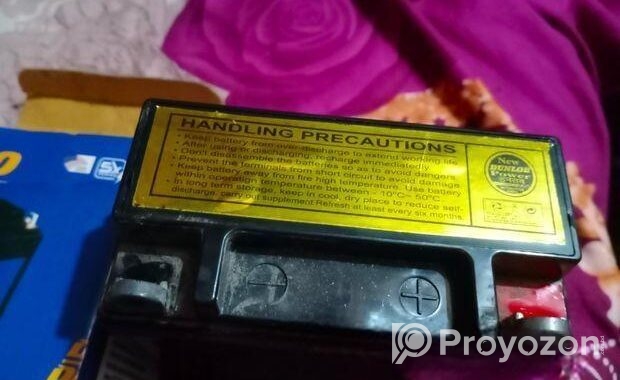 HANDLING PRECAUTIONS
• Keep battery from over-discharge to extend working life.
• After using or discharging, recharge it immediately.
• Don't disassemble the batteries so as to avoid dangers.
Prevent the terminals from short circuit to avoid damage
• Keep battery away from fire high temperature. Use battery
within operation temperature between -10°C~ 50°C
• In long term storage, keep in cool, dry place to reduce self-
discharge, carry out supplement Refresh at least every six months.
New
DUNLOP
Power
Proyozon